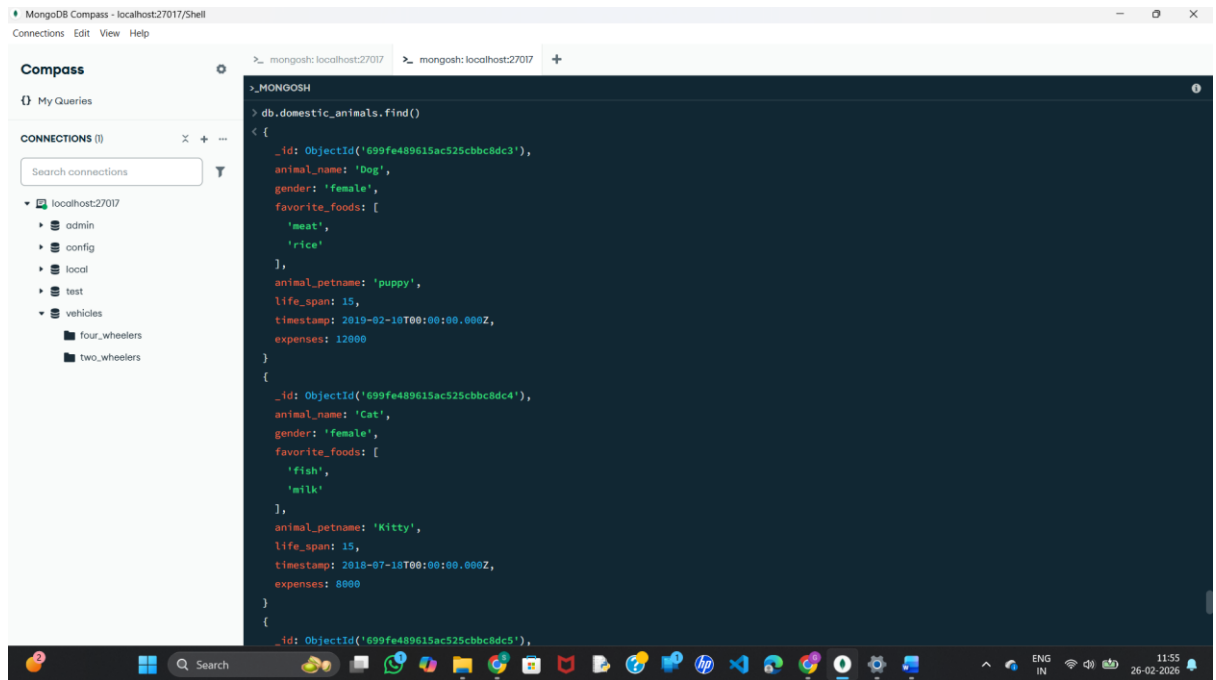 MongoDB Compass - localhost:27017/Shell
Connections Edit View Help
Compass
{} My Queries
CONNECTIONS (1)
Search connections
localhost:27017
admin
config
local
test
vehicles
four_wheelers
two_wheelers
>_ mongosh: localhost:27017 >_ mongosh: localhost:27017 +
>_MONGOSH
> db.domestic_animals.find()
< {
_id: ObjectId('699fe489615ac525cbbc8dc3'),
animal_name: 'Dog',
gender: 'female',
favorite_foods: [
'meat',
'rice'
],
animal_petname: 'puppy',
life_span: 15,
timestamp: 2019-02-10T00:00:00.000Z,
expenses: 12000
}
{
_id: ObjectId('699fe489615ac525cbbc8dc4'),
animal_name: 'Cat',
gender: 'female',
favorite_foods: [
'fish',
'milk'
],
animal_petname: 'Kitty',
life_span: 15,
timestamp: 2018-07-18T00:00:00.000Z,
expenses: 8000
}
{
_id: ObjectId('699fe489615ac525cbbc8dc5'),
2
Search
1
1
hp
ENG
IN
11:55
26-02-2026